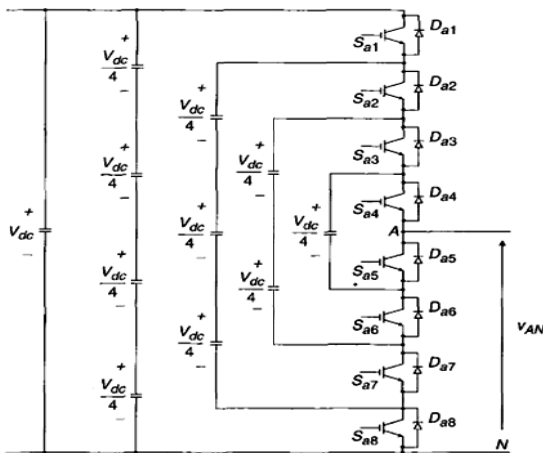 D_a1
S_a1
+
V_dc/4
−
D_a2
S_a2
+
V_dc/4
−
+
V_dc/4
−
D_a3
S_a3
+
V_dc/4
−
D_a4
S_a4
+
V_dc
−
+
V_dc/4
−
+
V_dc/4
−
A
D_a5
S_a5
+
V_dc/4
−
+
V_dc/4
−
D_a6
S_a6
v_AN
+
V_dc/4
−
D_a7
S_a7
+
V_dc/4
−
D_a8
S_a8
N